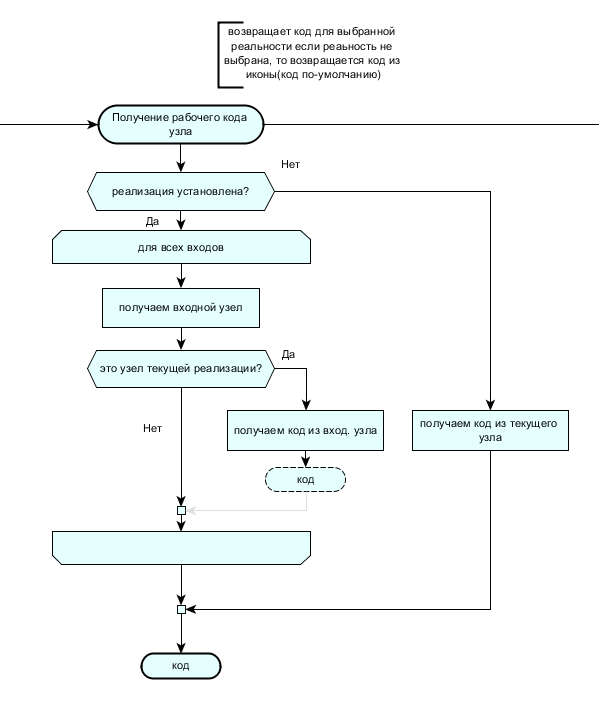 возвращает код для выбранной
реальности если реаьность не
выбрана, то возвращается код из
иконы(код по-умолчанию)
Получение рабочего кода
узла
Нет
реализация установлена?
Да
для всех входов
получаем входной узел
Да
это узел текущей реализации?
Нет
получаем код из вход. узла
получаем код из текущего
узла
код
код